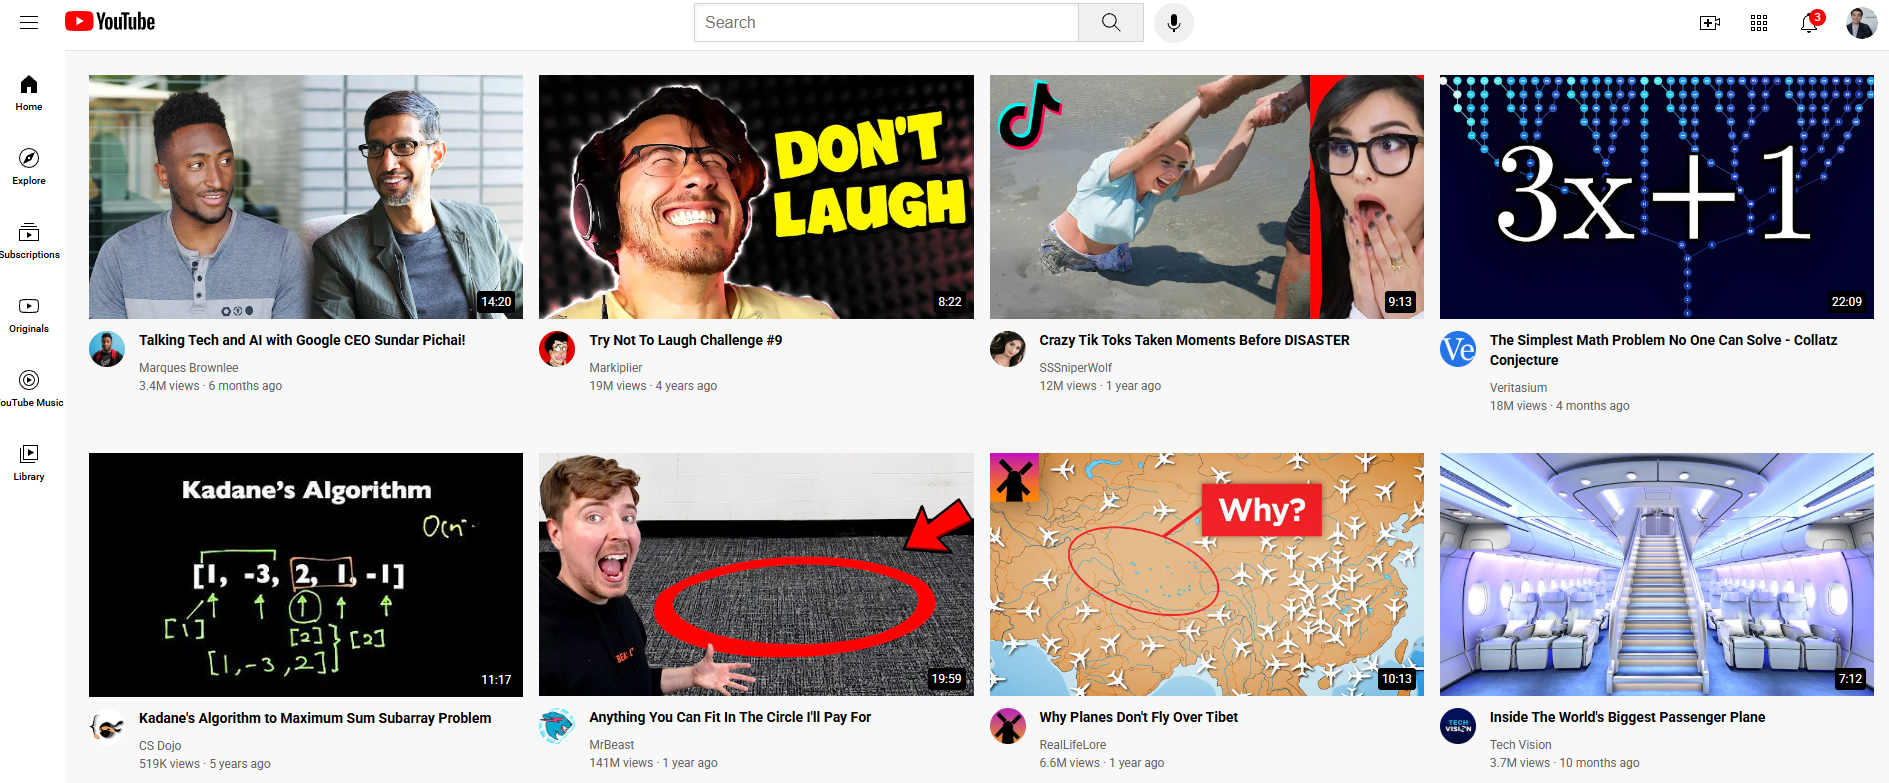 YouTube
Search
3
Home
Explore
Subscriptions
Originals
YouTube Music
Library
DON'T
LAUGH
3x+1
14:20
8:22
9:13
22:09
Talking Tech and AI with Google CEO Sundar Pichai!
Marques Brownlee
3.4M views · 6 months ago
Try Not To Laugh Challenge #9
Markiplier
19M views · 4 years ago
Crazy Tik Toks Taken Moments Before DISASTER
SSSniperWolf
12M views · 1 year ago
Ve
The Simplest Math Problem No One Can Solve - Collatz
Conjecture
Veritasium
18M views · 4 months ago
Kadane's Algorithm
[1, -3, 2, 1, -1]
[1]
[2]
[2]
[1, -3, 2]
11:17
19:59
Why?
10:13
7:12
Kadane's Algorithm to Maximum Sum Subarray Problem
CS Dojo
519K views · 5 years ago
Anything You Can Fit In The Circle I'll Pay For
MrBeast
141M views · 1 year ago
Why Planes Don't Fly Over Tibet
RealLifeLore
6.6M views · 1 year ago
TECH
VISION
Inside The World's Biggest Passenger Plane
Tech Vision
3.7M views · 10 months ago